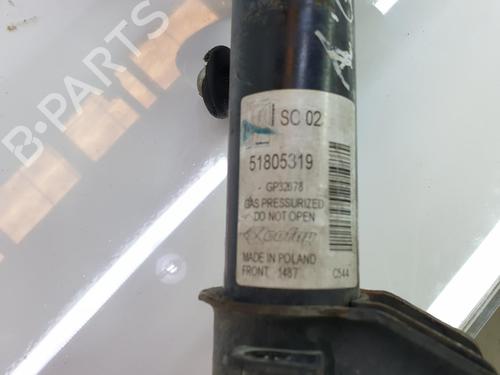 B-PARTS
SC 02
51805319
GP32678
GAS PRESSURIZED
DO NOT OPEN
MADE IN POLAND
FRONT 1487 C544